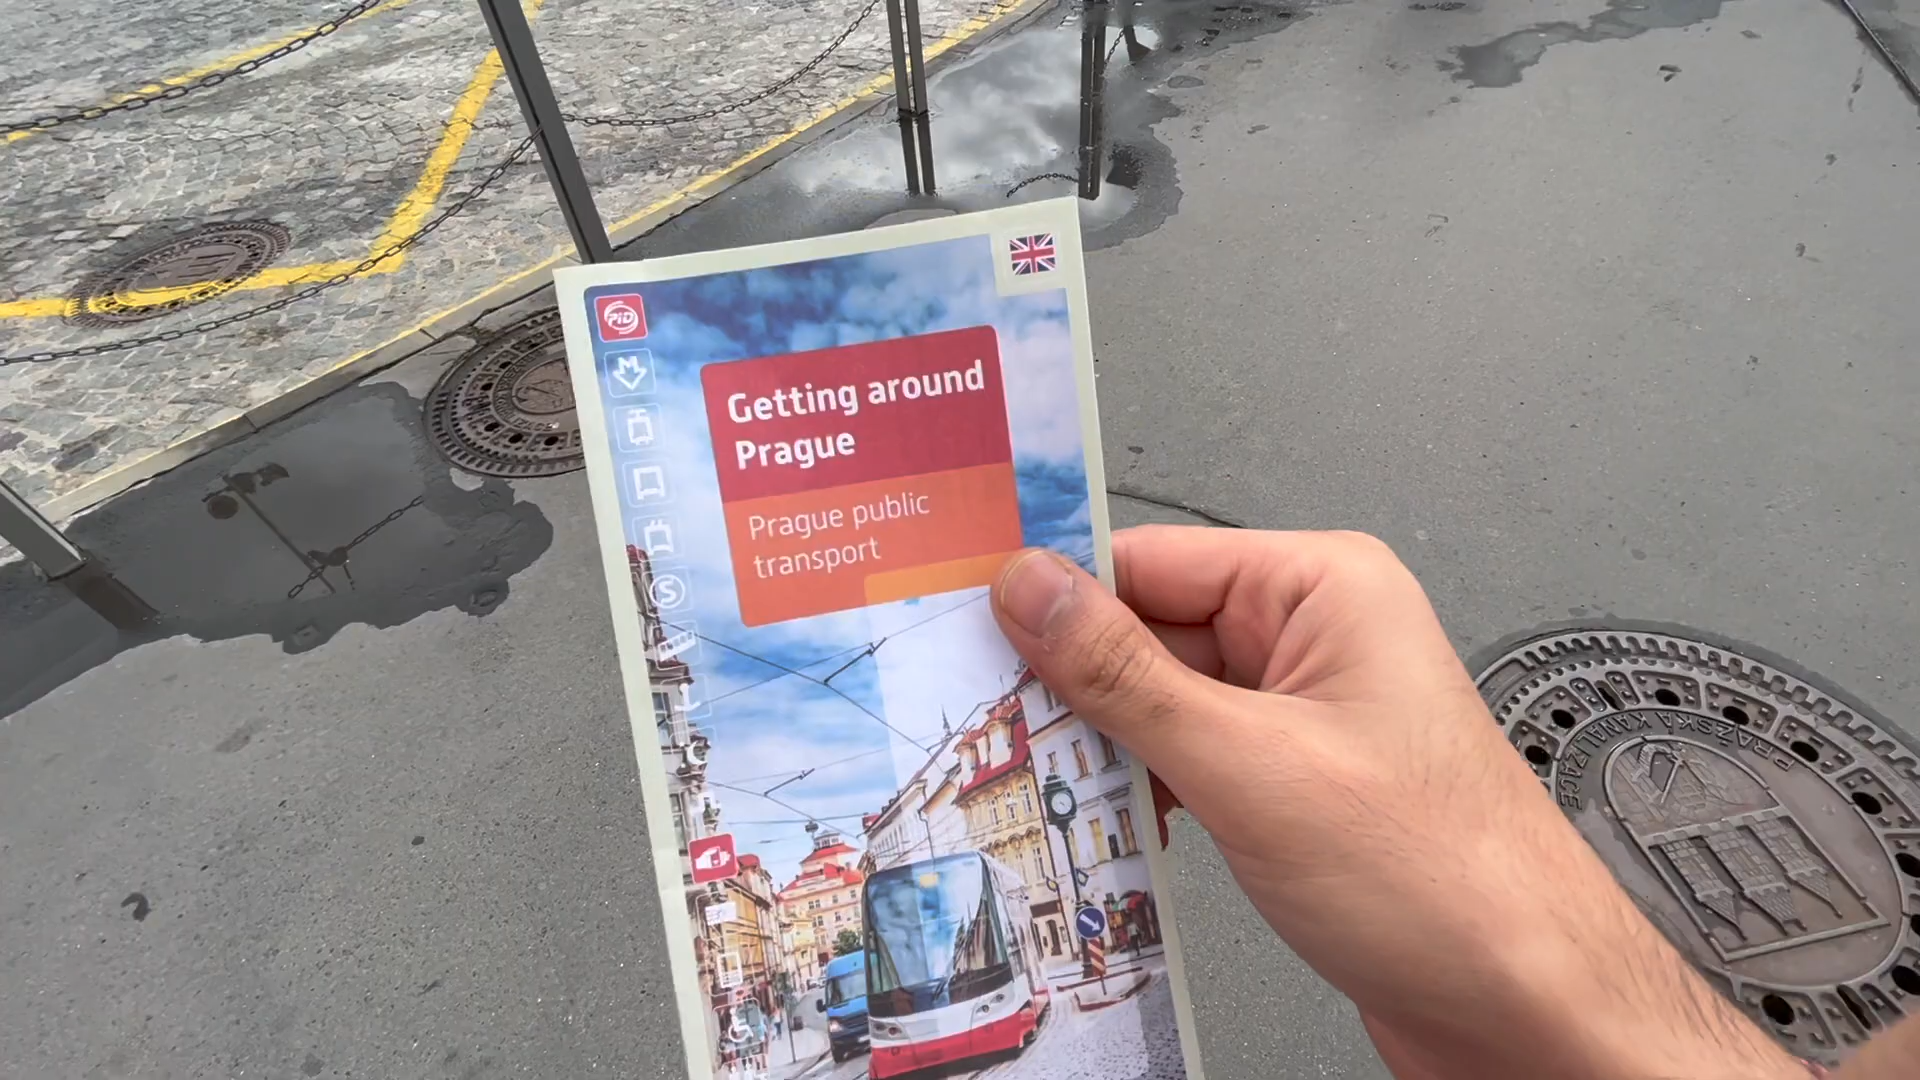 PiD
M
Getting around
Prague
Prague public
transport
S
PRAŽSKÁ KANALIZACE